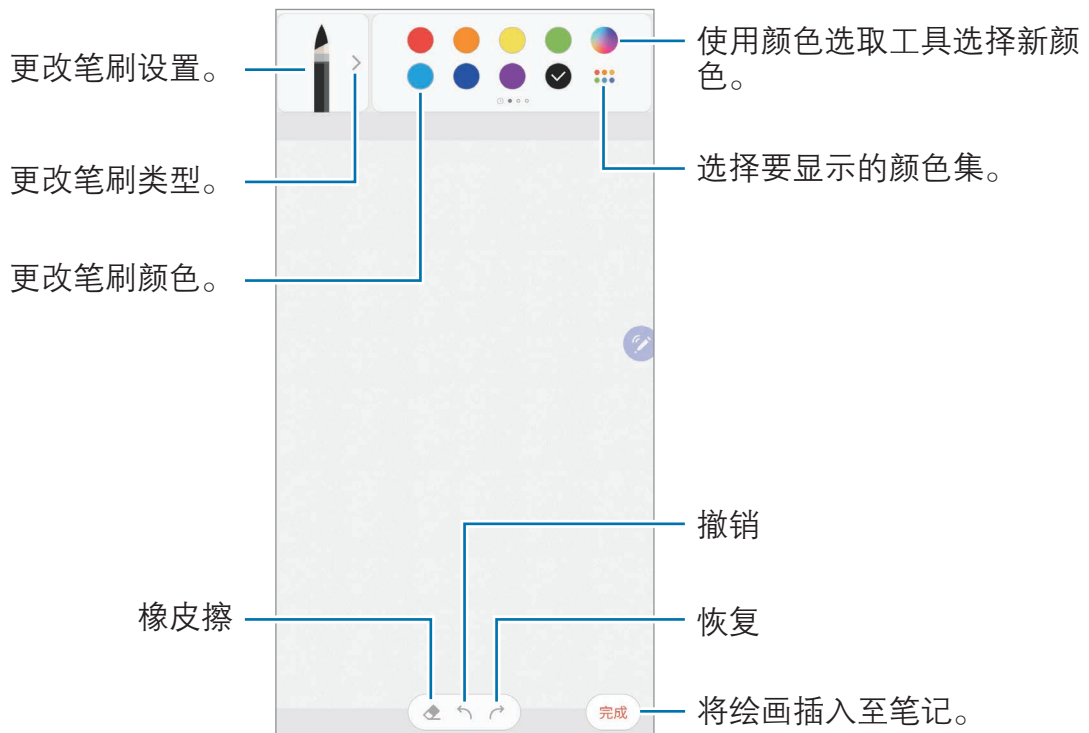 更改笔刷设置。
使用颜色选取工具选择新颜
色。
更改笔刷类型。
选择要显示的颜色集。
更改笔刷颜色。
撤销
橡皮擦
恢复
完成
将绘画插入至笔记。